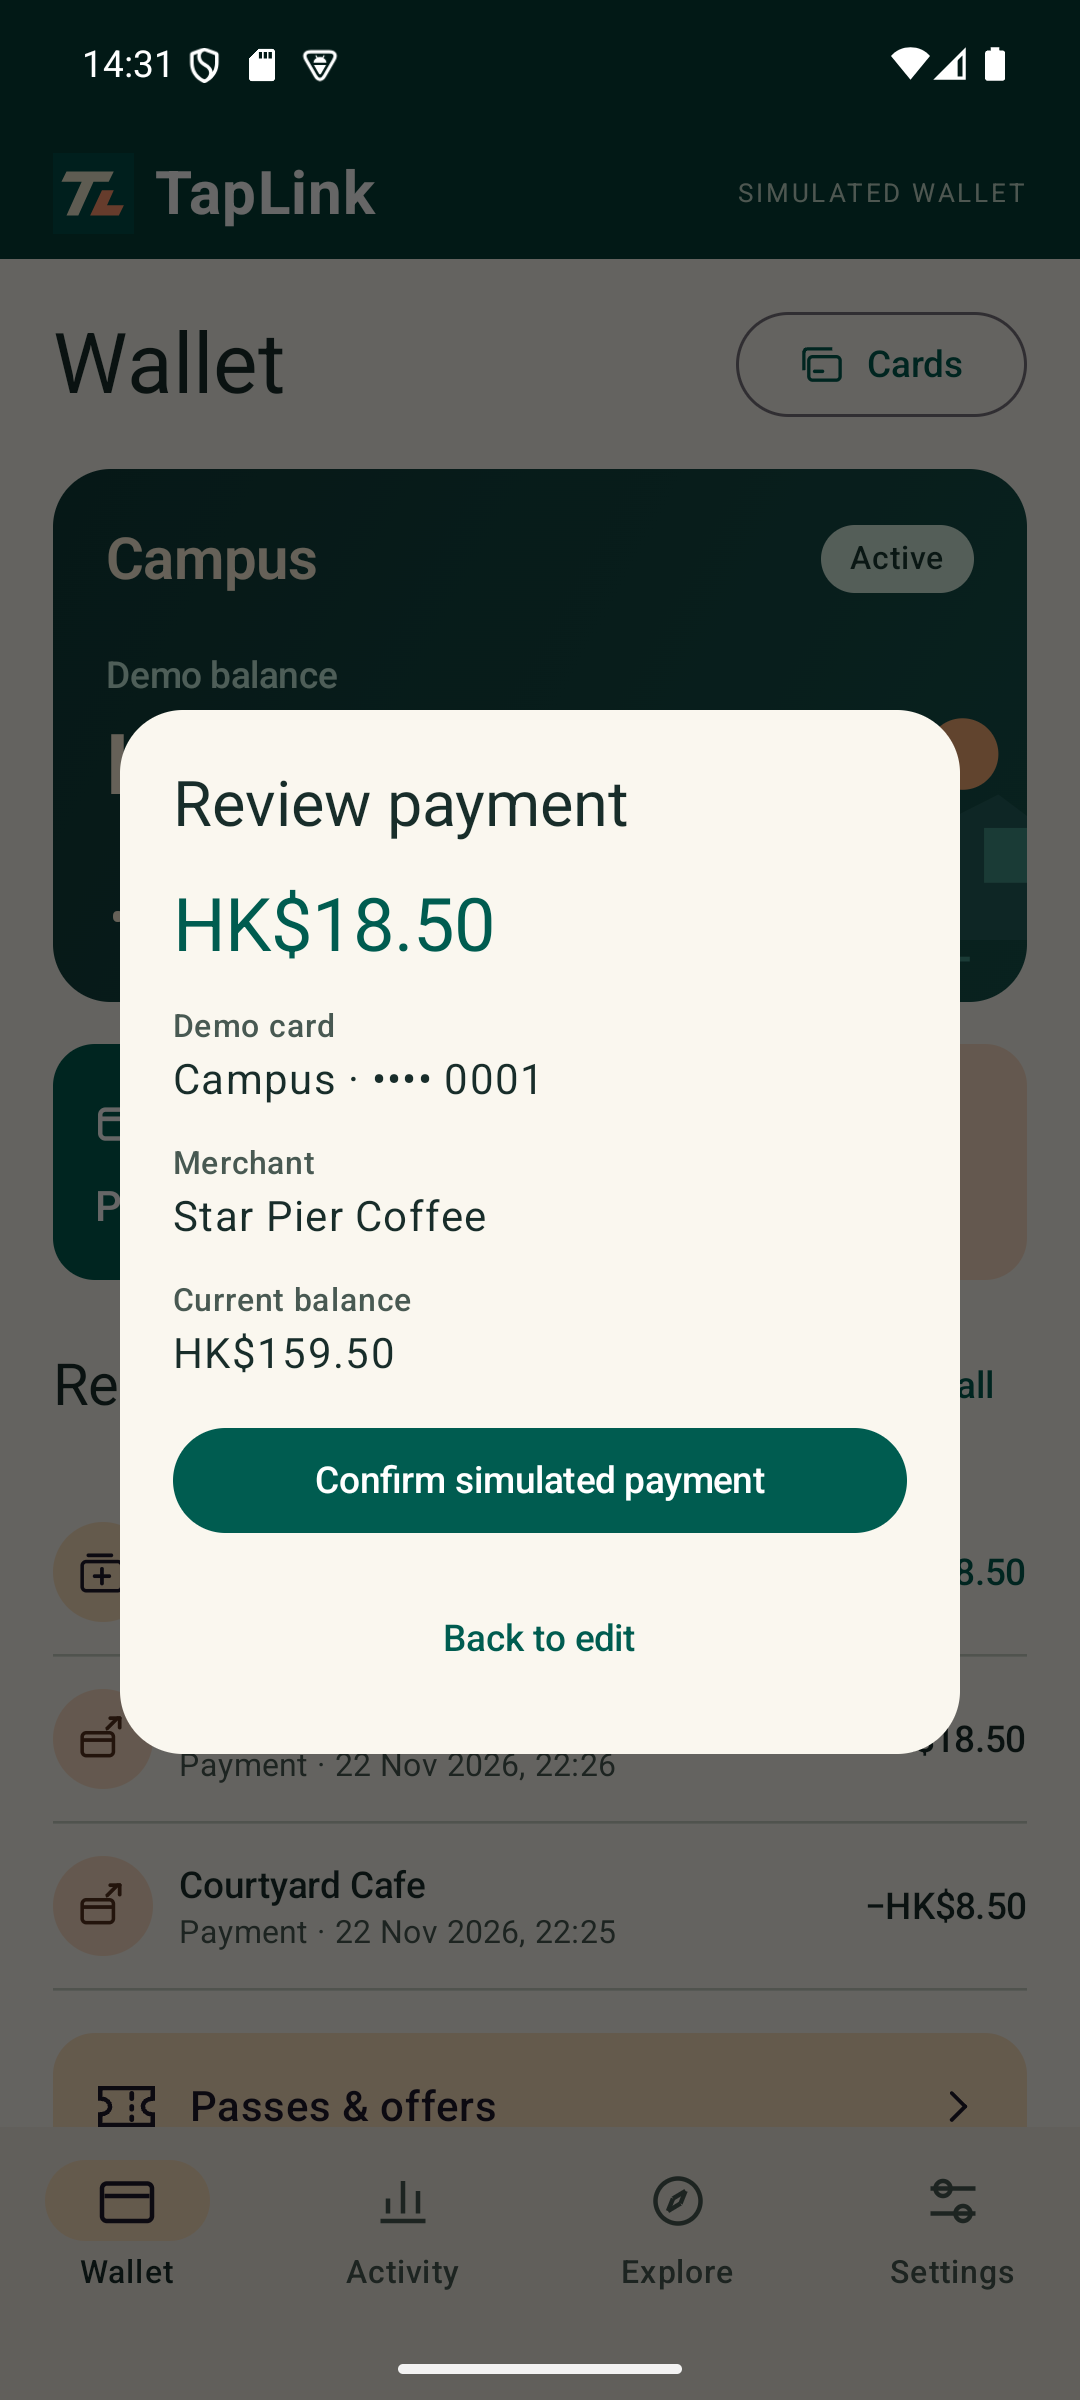 14:31
TapLink
SIMULATED WALLET
Wallet
Cards
Campus
Active
Demo balance
Review payment
HK$18.50
Demo card
Campus · •••• 0001
Merchant
Star Pier Coffee
Current balance
HK$159.50
Confirm simulated payment
Back to edit
Payment · 22 Nov 2026, 22:26
Courtyard Cafe
Payment · 22 Nov 2026, 22:25
−HK$8.50
Passes & offers
Wallet
Activity
Explore
Settings